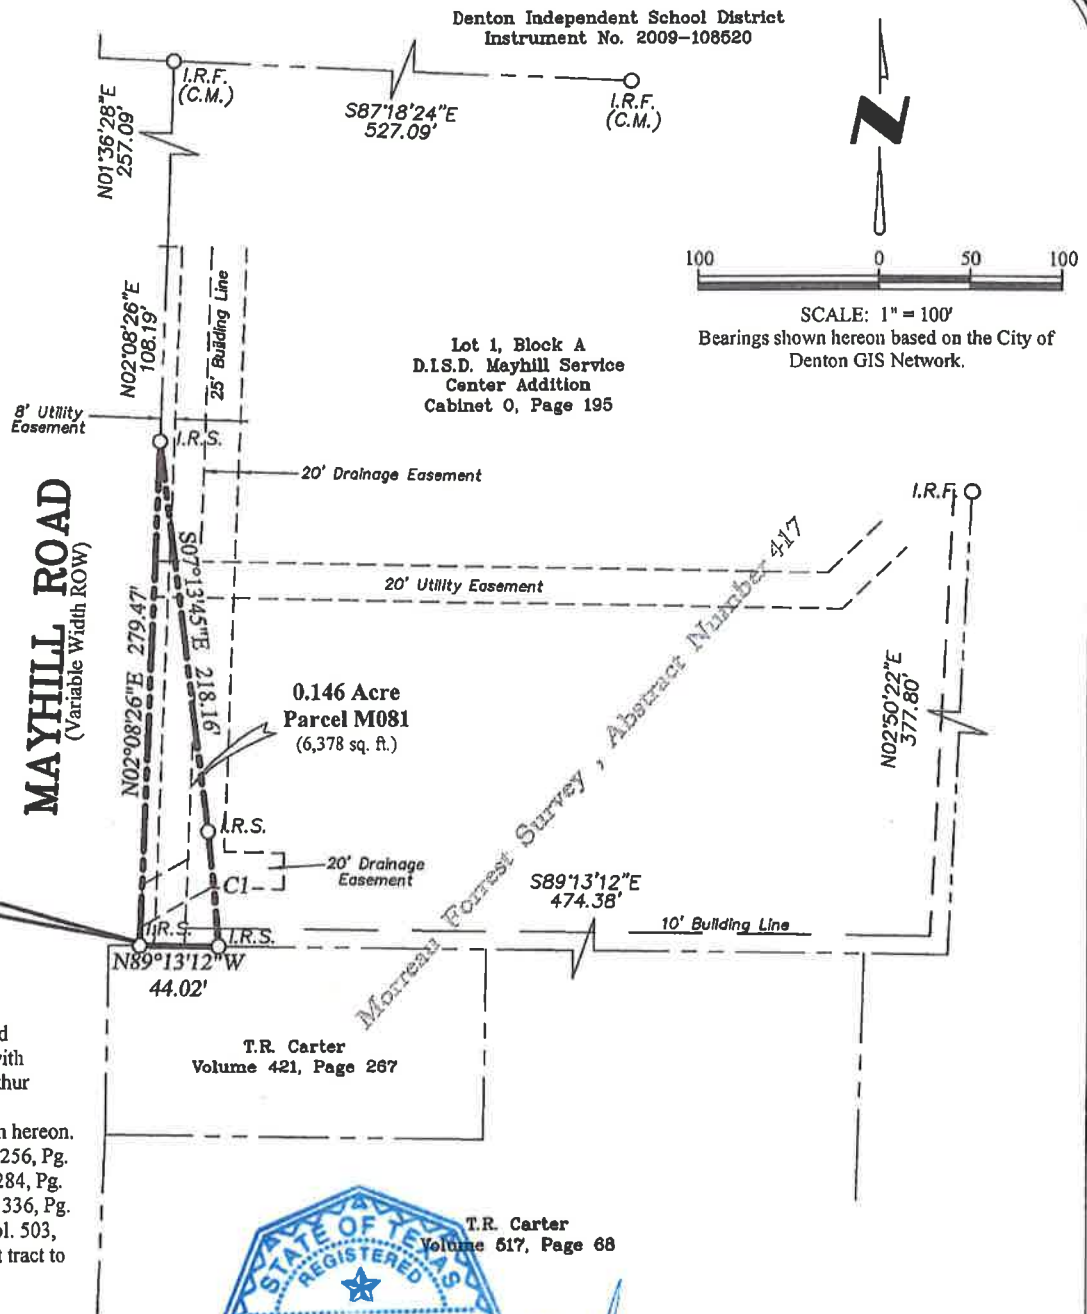 Denton Independent School District
Instrument No. 2009-108520
I.R.F.
(C.M.)
S87°18'24"E
527.09'
I.R.F.
(C.M.)
N01°36'28"E
257.09'
N
100 0 50 100
SCALE: 1" = 100'
Bearings shown hereon based on the City of
Denton GIS Network.
N02°08'26"E
108.19'
25' Building Line
Lot 1, Block A
D.I.S.D. Mayhill Service
Center Addition
Cabinet O, Page 195
8' Utility
Easement
I.R.S.
20' Drainage Easement
I.R.F.
MAYHILL ROAD
(Variable Width ROW)
N02°08'26"E 279.47'
S07°13'45"E 218.16'
20' Utility Easement
Morreau Forrest Survey , Abstract Number 417
N02°50'22"E
377.80'
0.146 Acre
Parcel M081
(6,378 sq. ft.)
I.R.S.
20' Drainage
Easement
C1
S89°13'12"E
474.38'
10' Building Line
I.R.S.
I.R.S.
N89°13'12"W
44.02'
T.R. Carter
Volume 421, Page 267
hereon.
256, Pg.
284, Pg.
336, Pg.
503,
tract to
T.R. Carter
Volume 517, Page 68
STATE OF TEXAS
REGISTERED